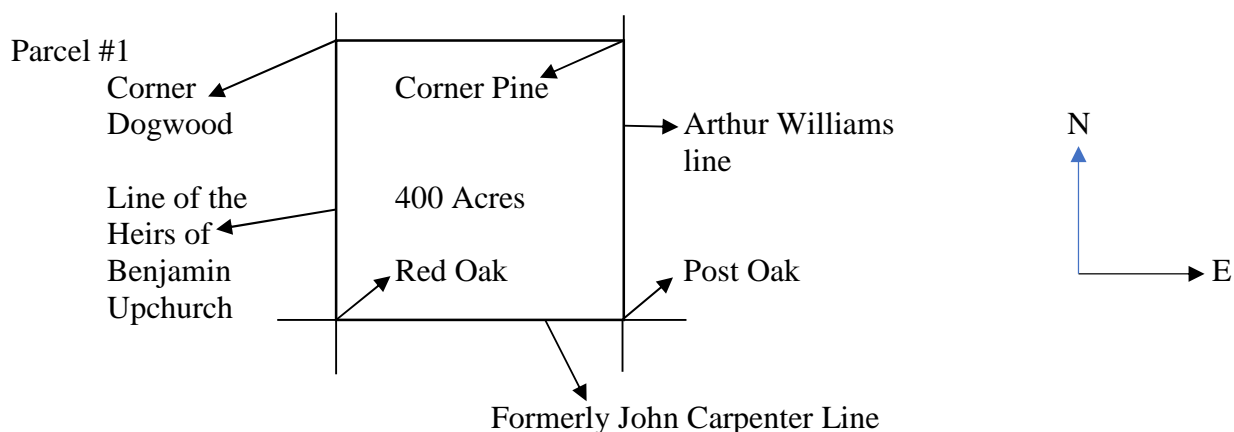 Parcel #1
Corner
Dogwood
Corner Pine
Arthur Williams
line
N
Line of the
Heirs of
Benjamin
Upchurch
400 Acres
Red Oak
Post Oak
E
Formerly John Carpenter Line